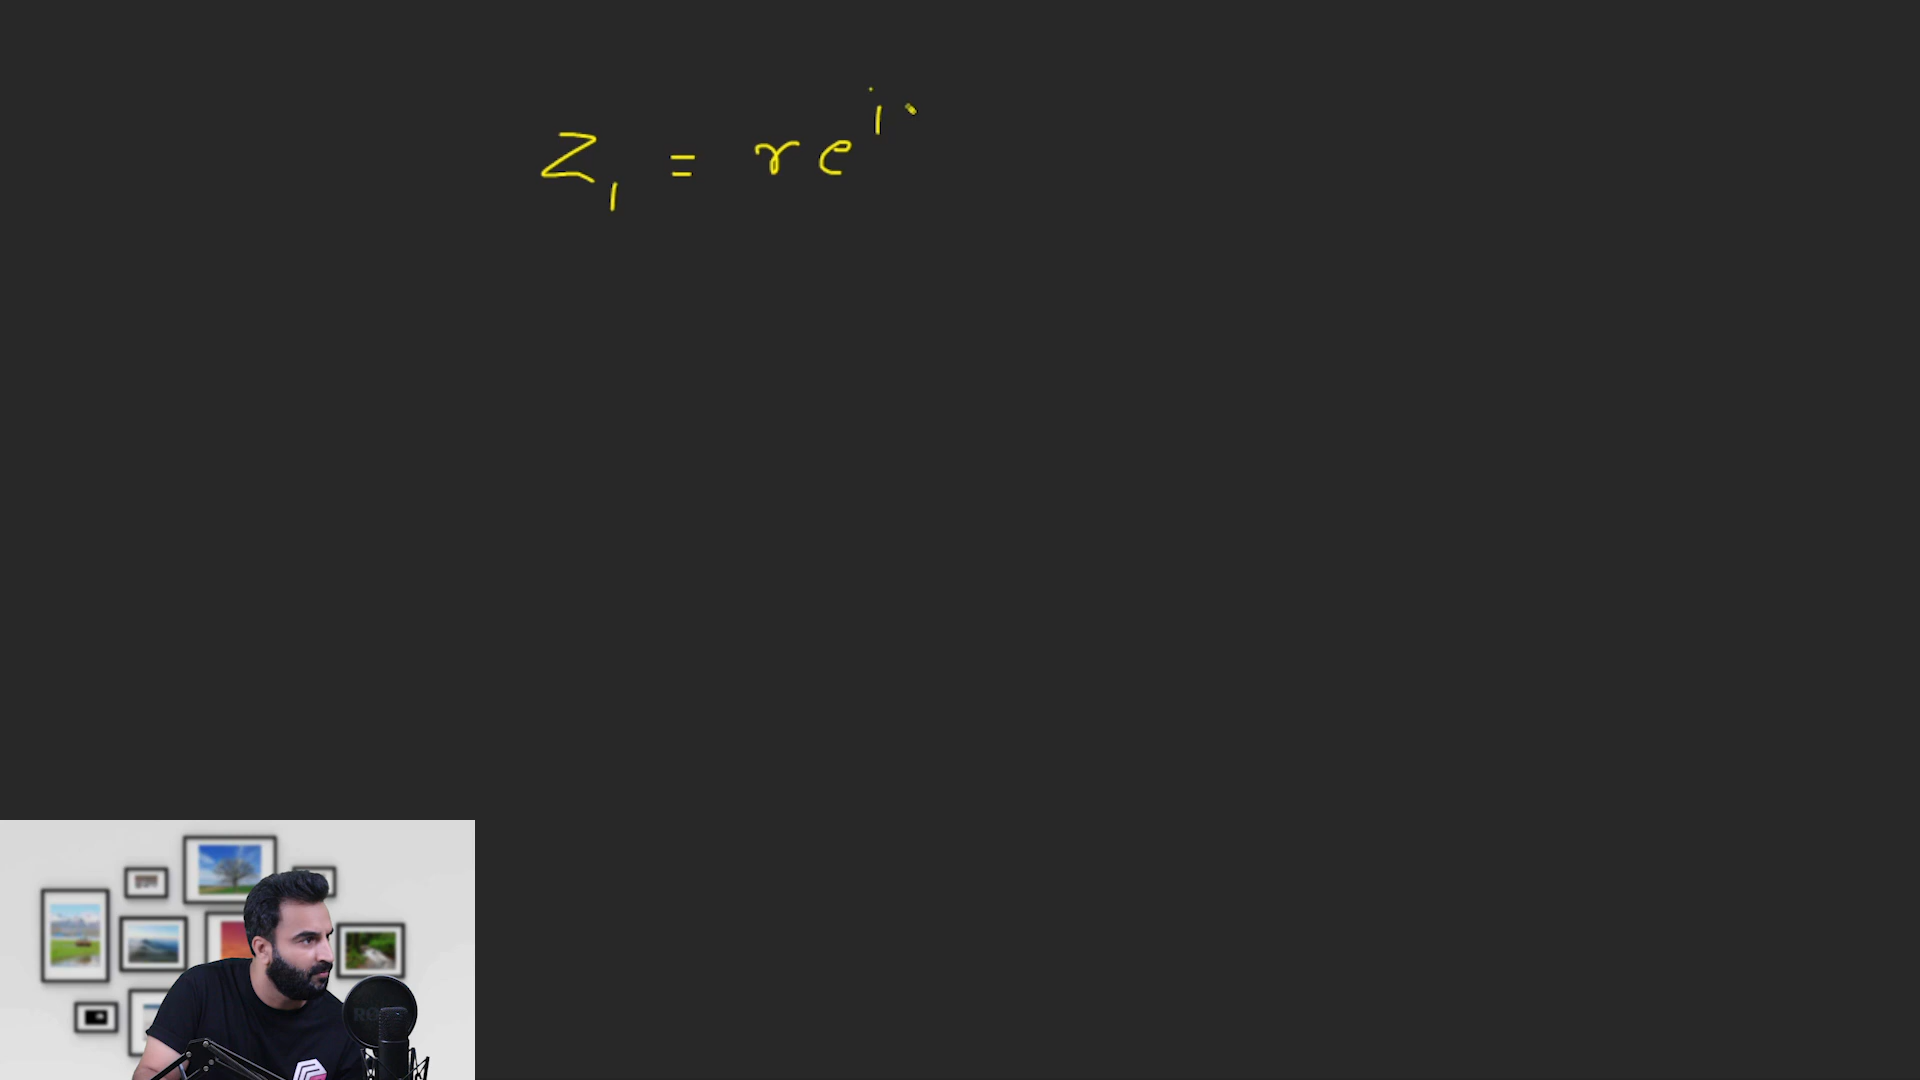 Z₁ = re^i